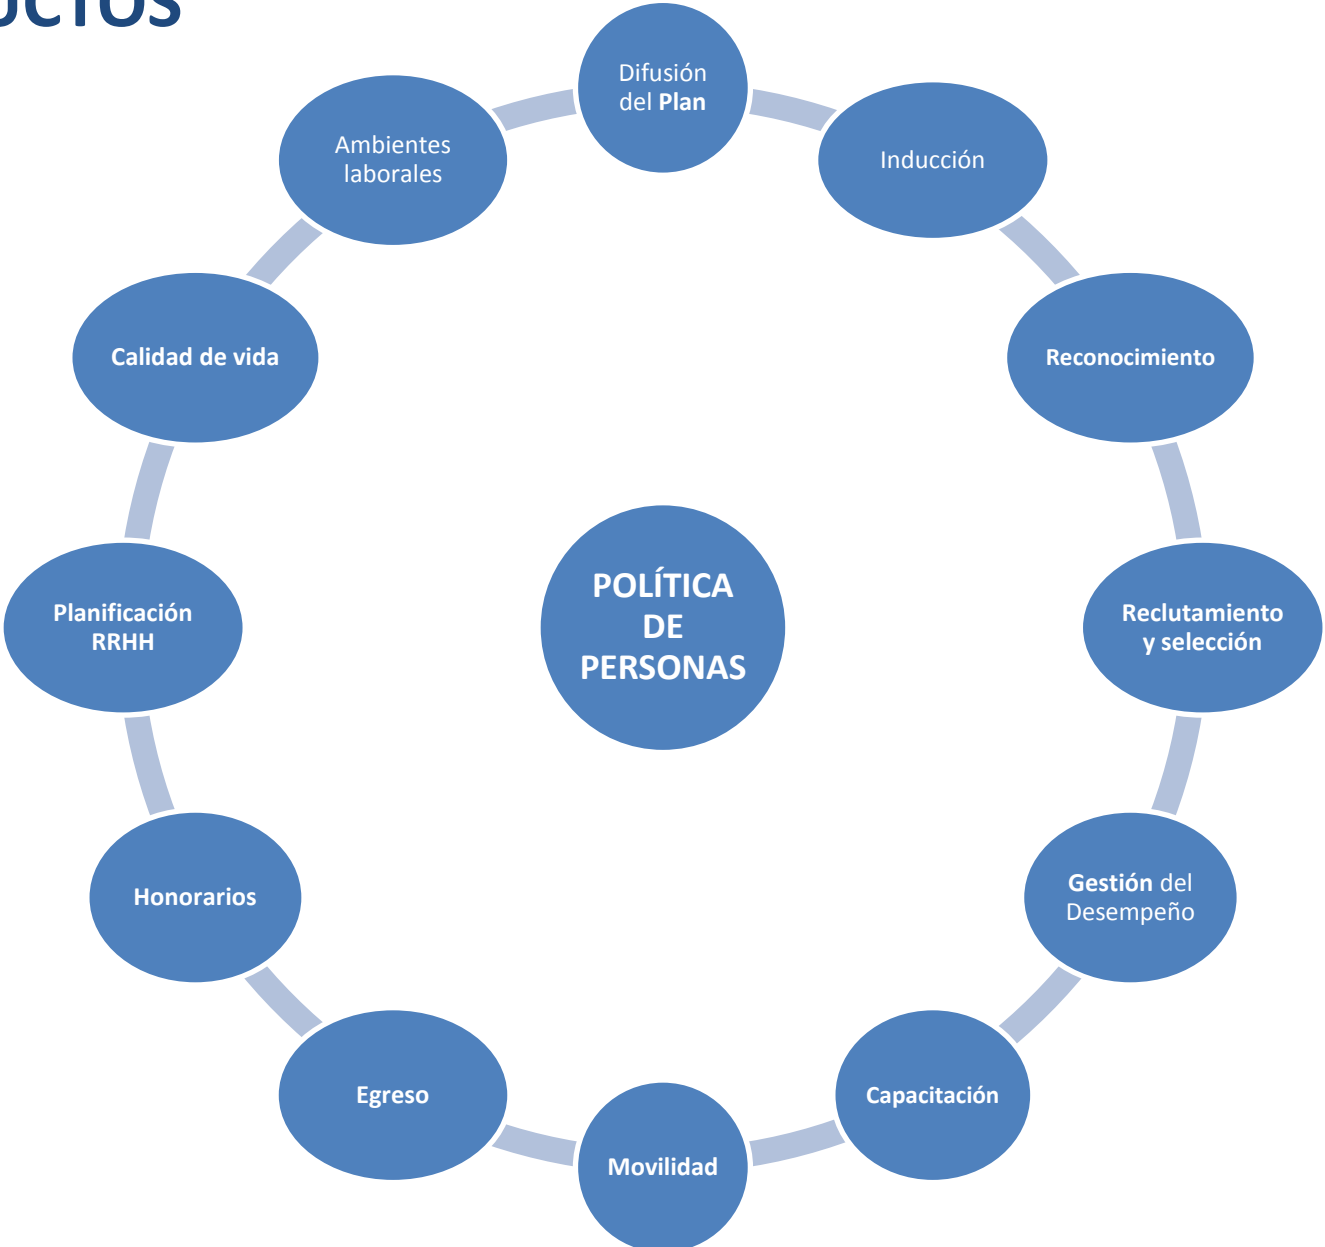 Difusión
del Plan
Inducción
Reconocimiento
Reclutamiento
y selección
Gestión del
Desempeño
Capacitación
Movilidad
Egreso
Honorarios
Planificación
RRHH
Calidad de vida
Ambientes
laborales
POLÍTICA
DE
PERSONAS